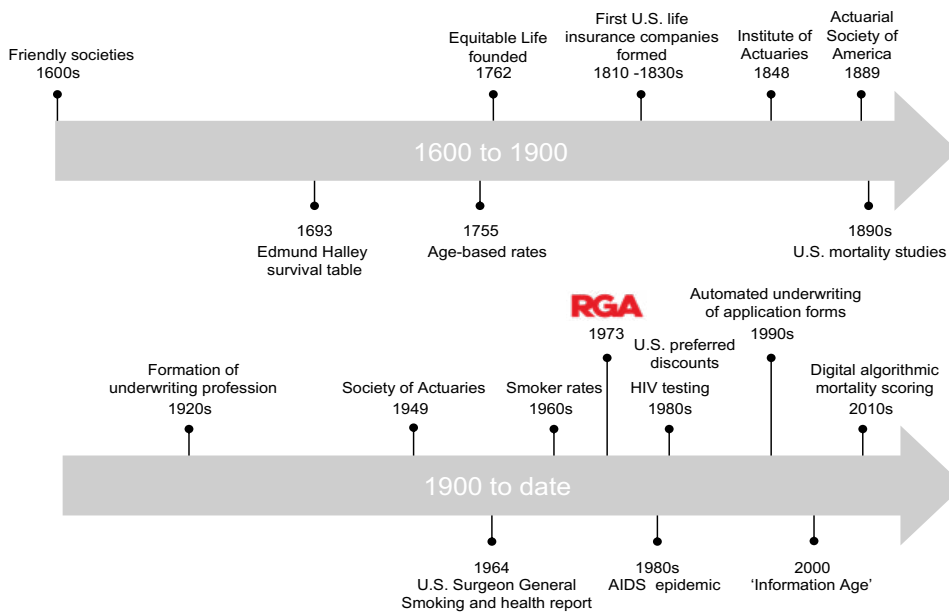 Friendly societies
1600s
Equitable Life
founded
1762
First U.S. life
insurance companies
formed
1810 -1830s
Institute of
Actuaries
1848
Actuarial
Society of
America
1889
1600 to 1900
1693
Edmund Halley
survival table
1755
Age-based rates
1890s
U.S. mortality studies
Formation of
underwriting profession
1920s
Society of Actuaries
1949
Smoker rates
1960s
RGA
1973
U.S. preferred
discounts
HIV testing
1980s
Automated underwriting
of application forms
1990s
Digital algorithmic
mortality scoring
2010s
1900 to date
1964
U.S. Surgeon General
Smoking and health report
1980s
AIDS epidemic
2000
‘Information Age’